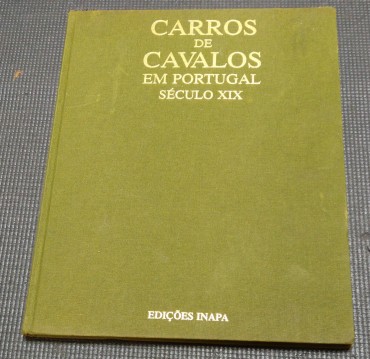 CARROS
DE
CAVALOS
EM PORTUGAL
SÉCULO XIX
EDIÇÕES INAPA